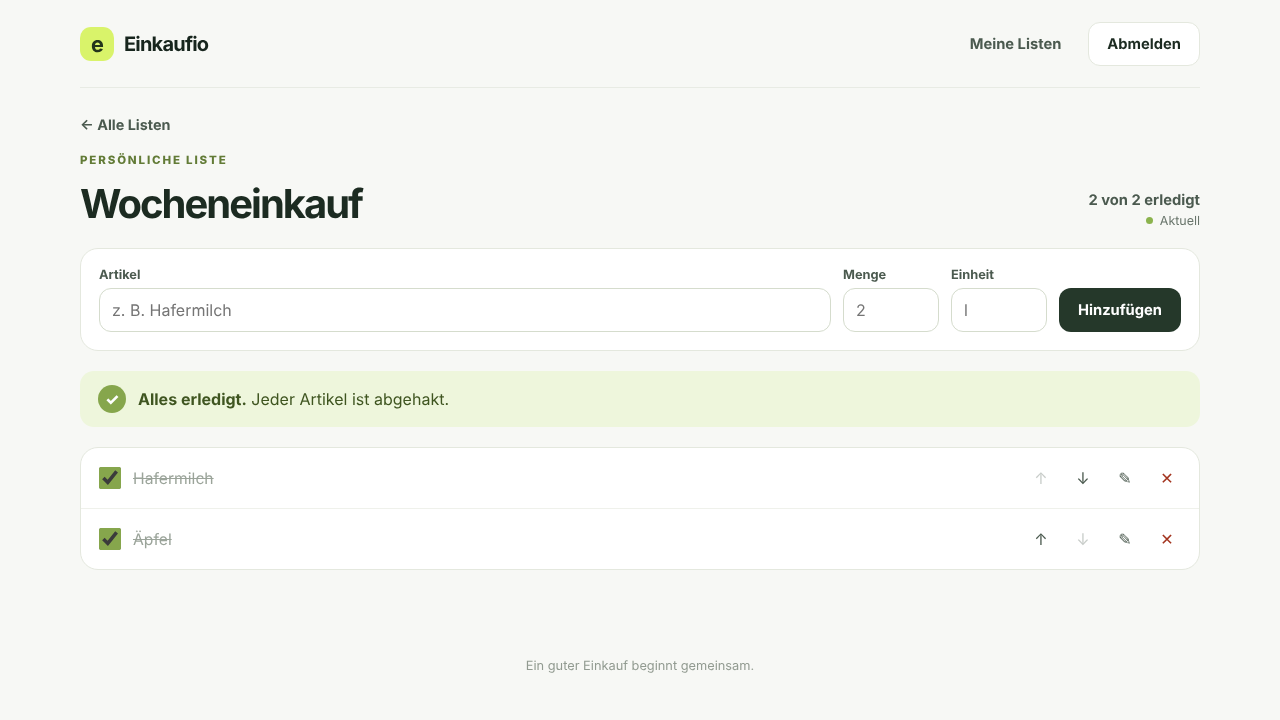 e Einkaufio
Meine Listen
Abmelden
← Alle Listen
PERSÖNLICHE LISTE
Wocheneinkauf
2 von 2 erledigt
Aktuell
Artikel
Menge
Einheit
z. B. Hafermilch
2
l
Hinzufügen
Alles erledigt. Jeder Artikel ist abgehakt.
Hafermilch
Äpfel
Ein guter Einkauf beginnt gemeinsam.